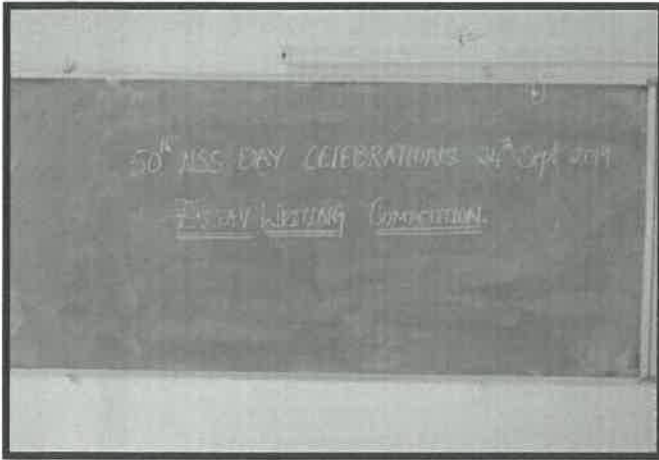 50th NSS DAY CELEBRATIONS 24th Sept 2019
ESSAY WRITING COMPETITION.